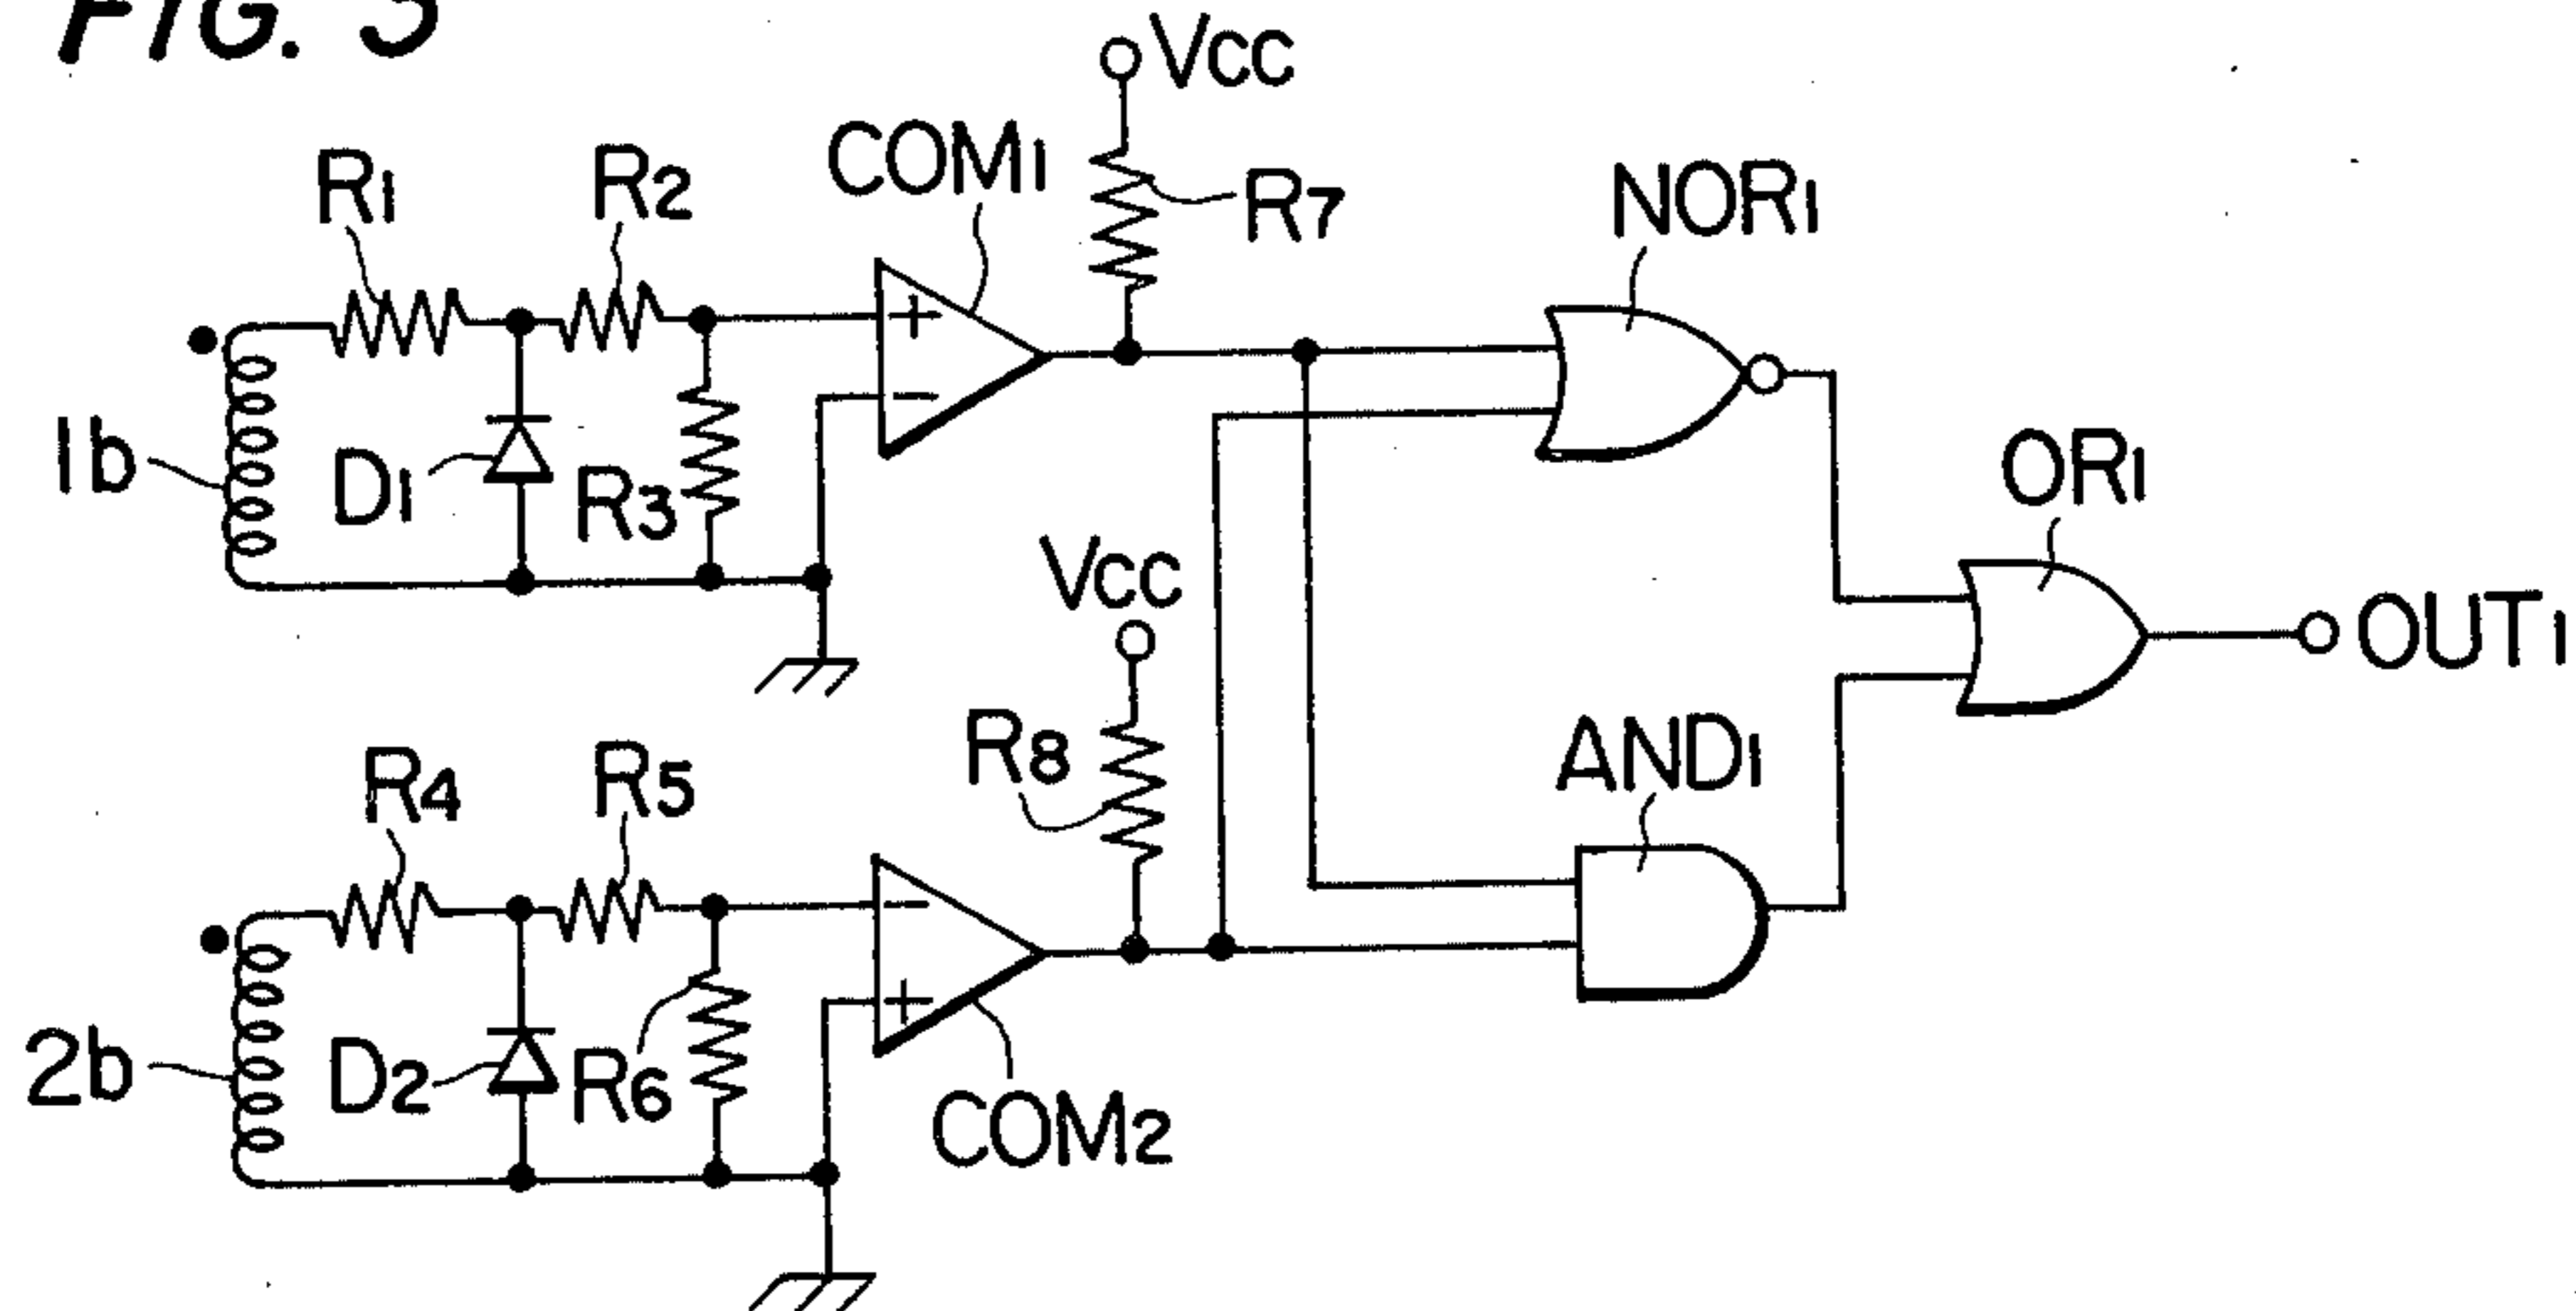 FIG. 3
Vcc
COM1
R1
R2
R7
NOR1
+
−
1b
D1
R3
OR1
Vcc
OUT1
R8
AND1
R4
R5
−
+
2b
D2
R6
COM2